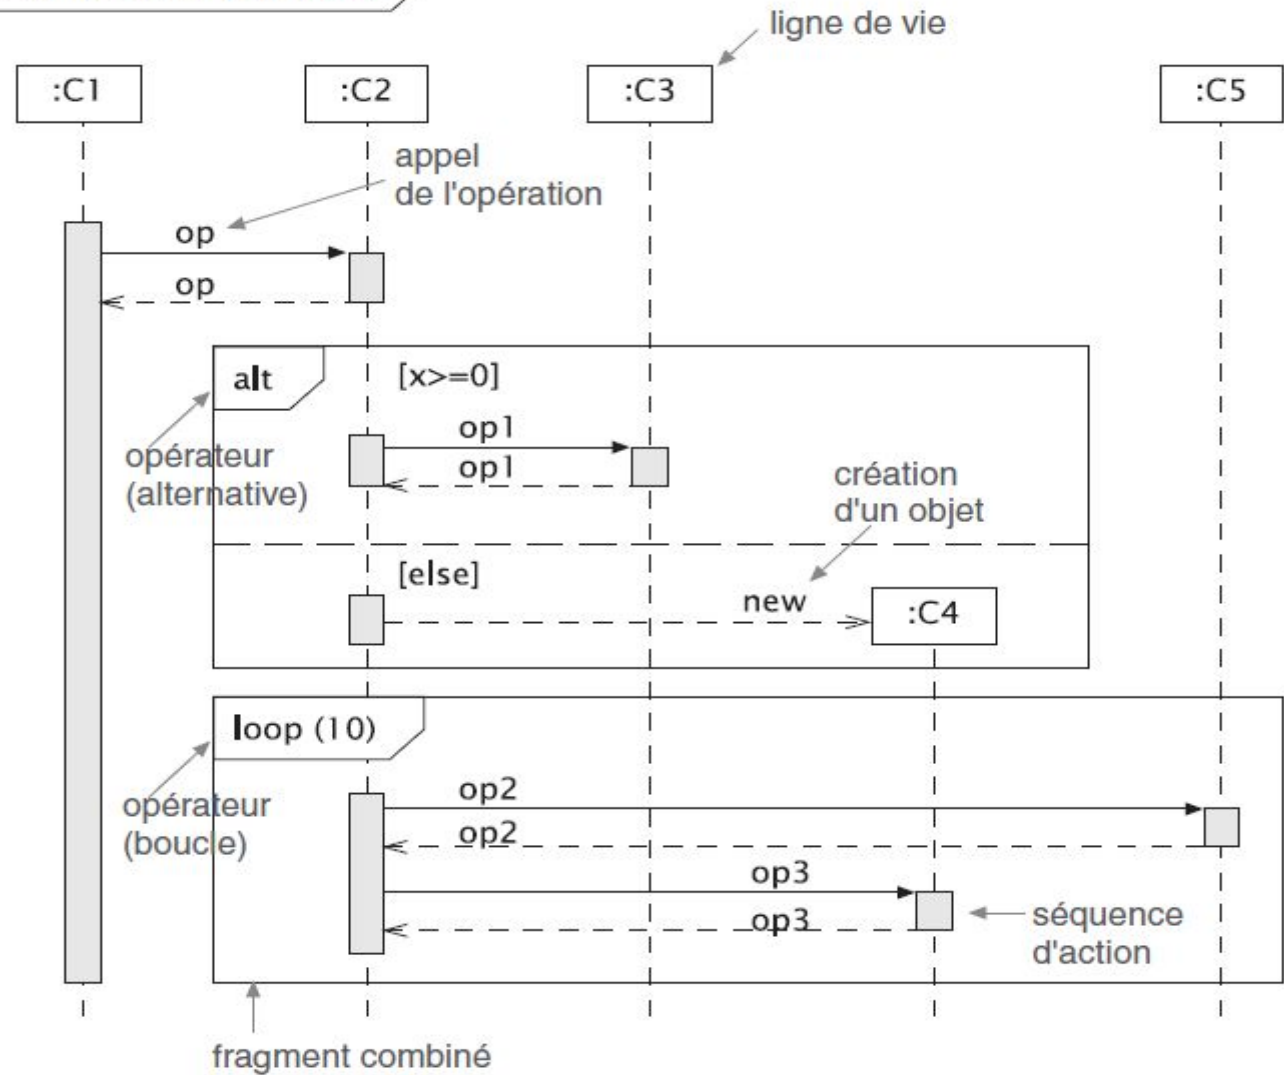 ligne de vie
:C1
:C2
:C3
:C5
appel
de l'opération
op
op
alt
[x>=0]
op1
op1
opérateur
(alternative)
création
d'un objet
[else]
new
:C4
loop (10)
op2
opérateur
(boucle)
op2
op3
op3
séquence
d'action
fragment combiné